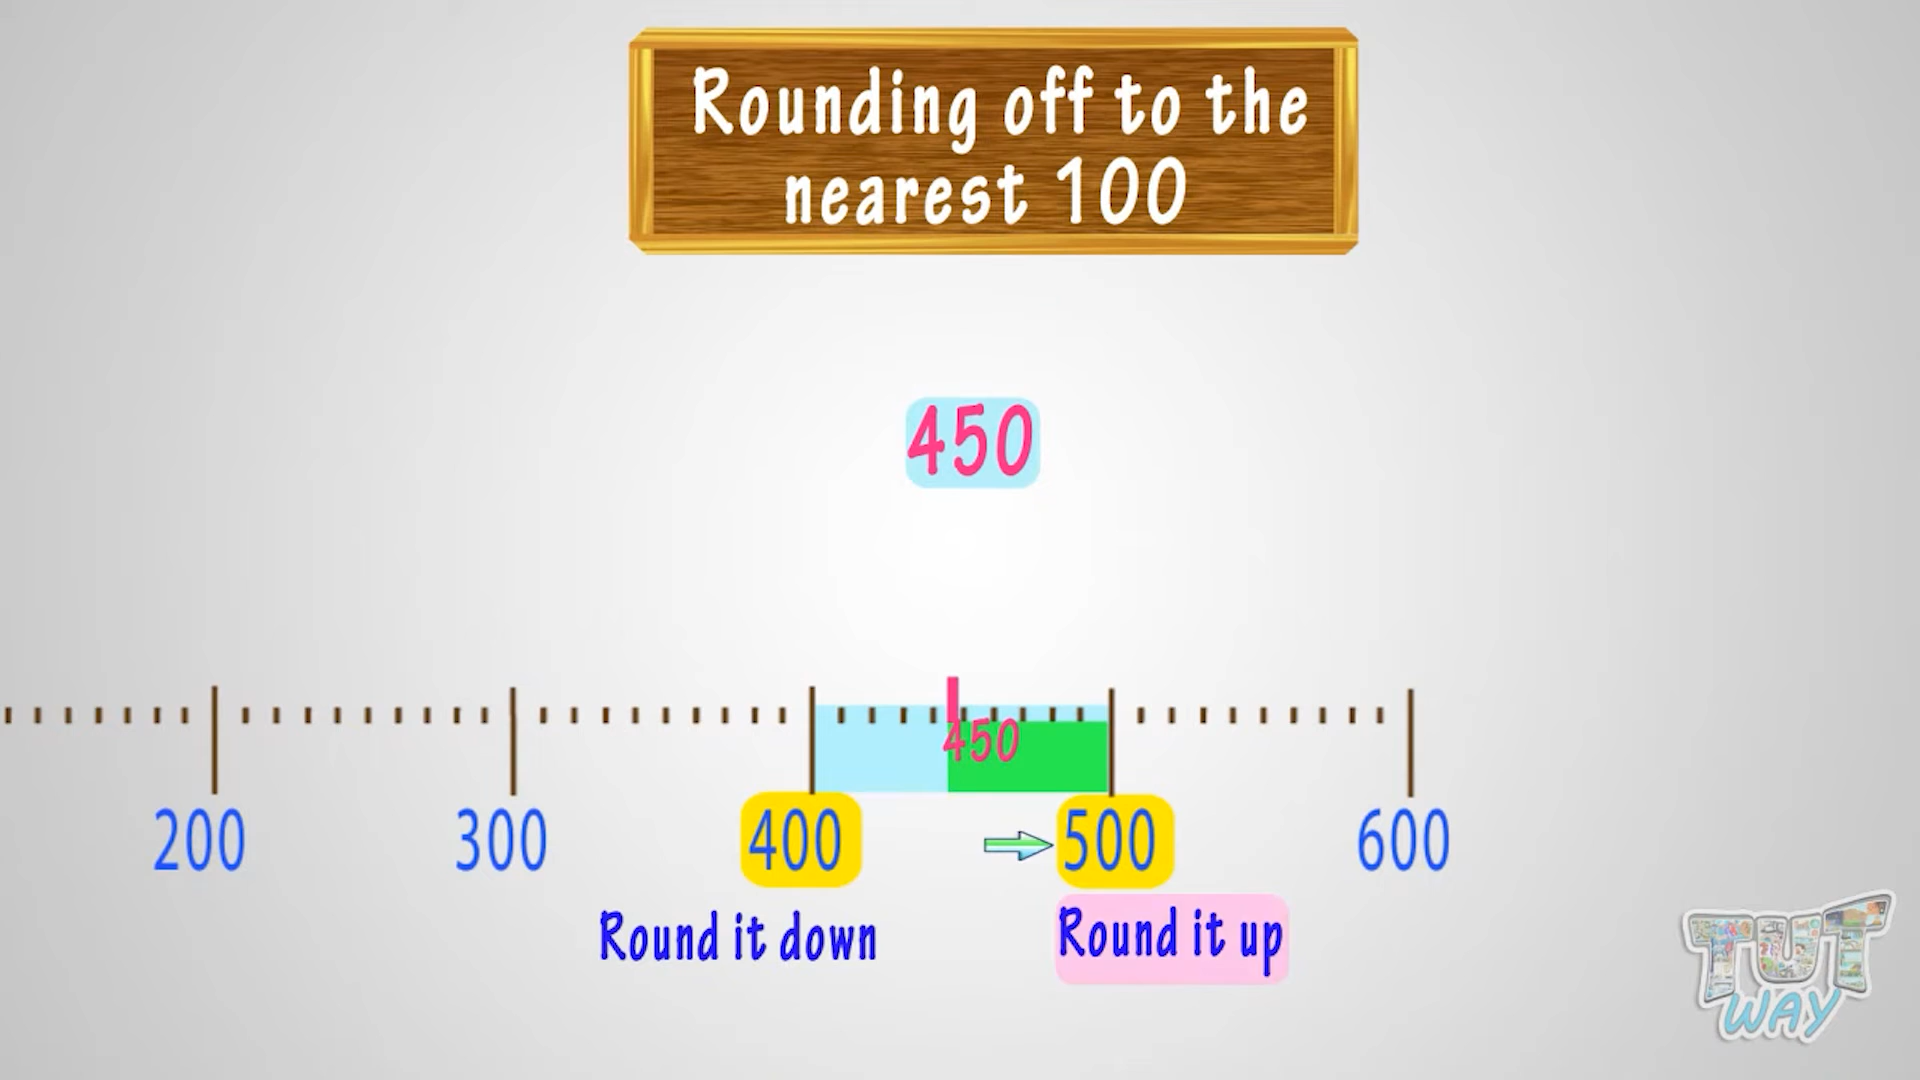 Rounding off to the
nearest 100
450
450
200 300 400 500 600
Round it down Round it up
TUT
WAY